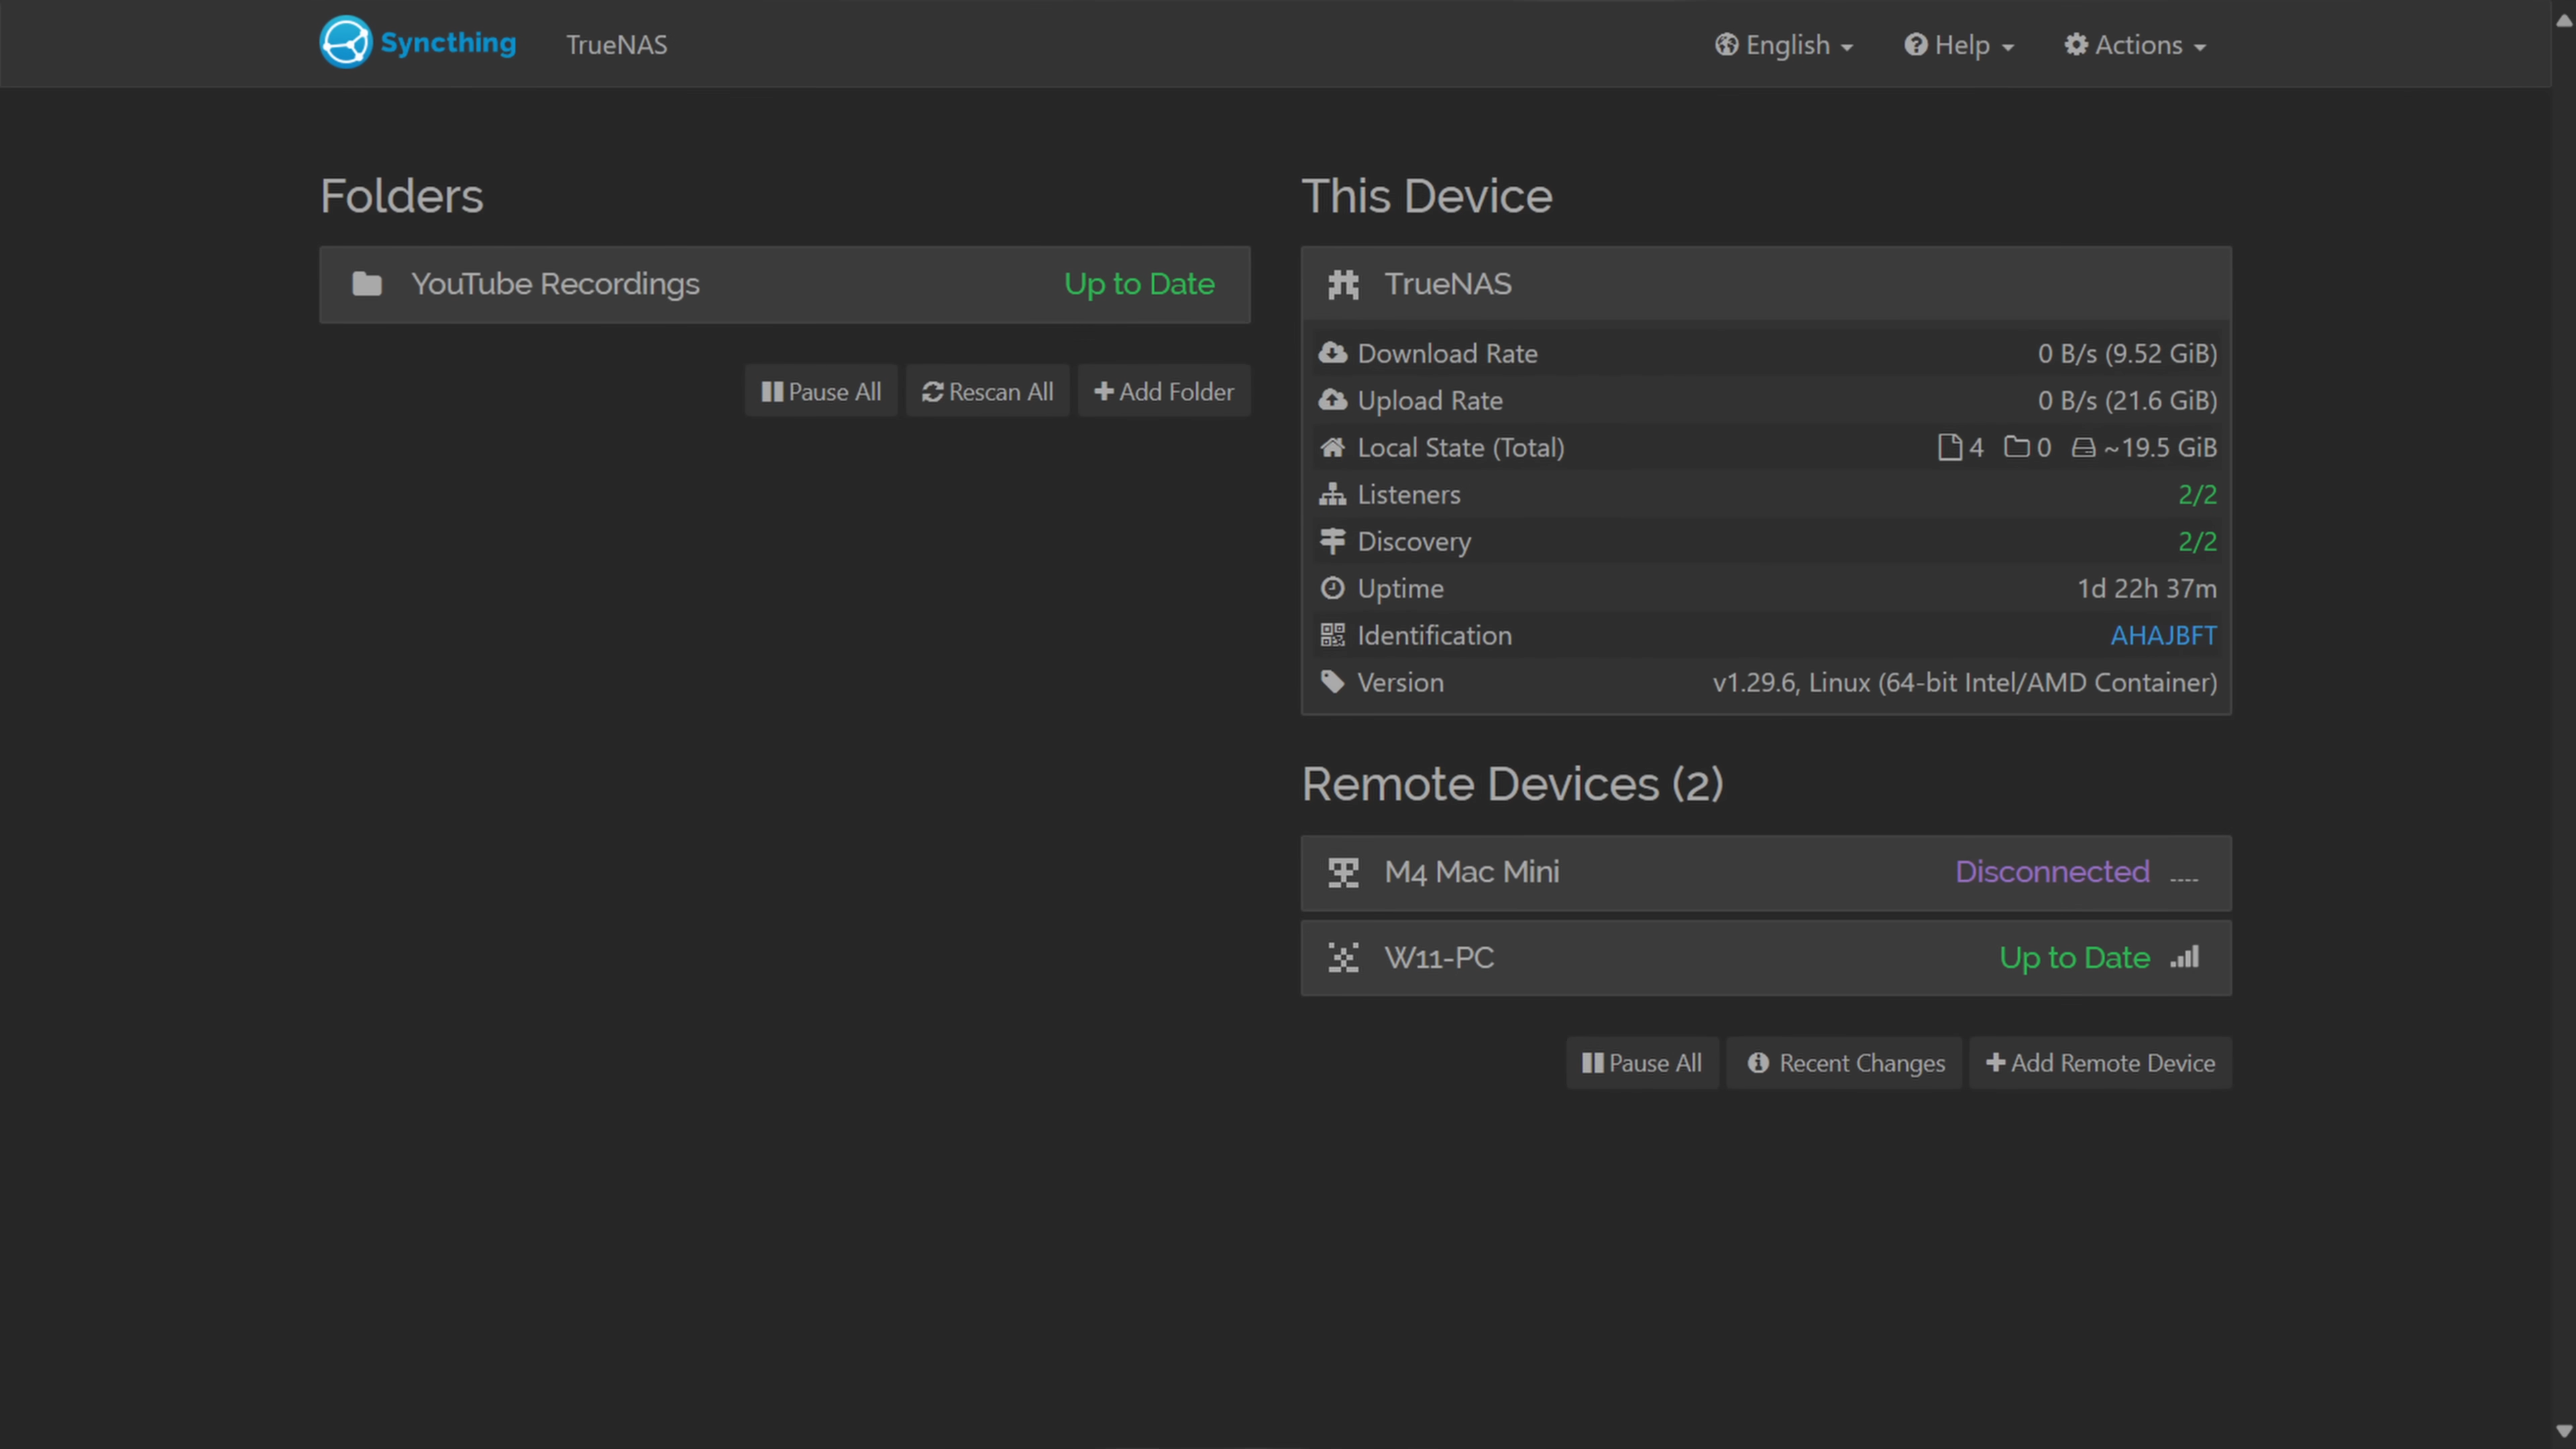 Syncthing TrueNAS English Help Actions
Folders
YouTube Recordings Up to Date
Pause All Rescan All Add Folder
This Device
TrueNAS
Download Rate 0 B/s (9.52 GiB)
Upload Rate 0 B/s (21.6 GiB)
Local State (Total) 4 0 ~19.5 GiB
Listeners 2/2
Discovery 2/2
Uptime 1d 22h 37m
Identification AHAJBFT
Version v1.29.6, Linux (64-bit Intel/AMD Container)
Remote Devices (2)
M4 Mac Mini Disconnected
W11-PC Up to Date
Pause All Recent Changes Add Remote Device